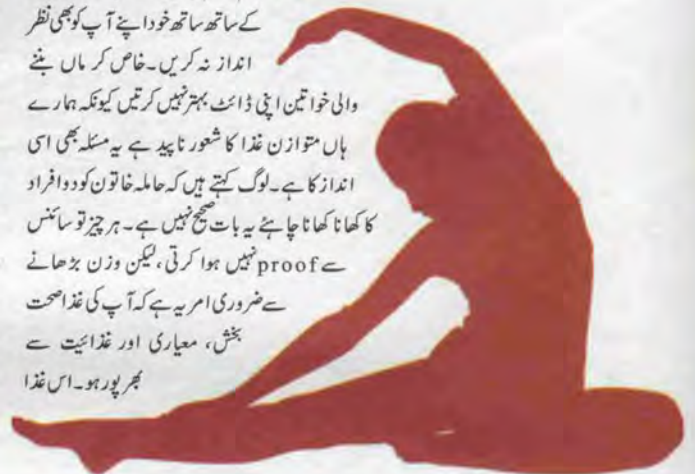 کے ساتھ ساتھ خود اپنے آپ کو بھی نظر
انداز نہ کریں۔ خاص کر ماں بننے
والی خواتین اپنی ڈائٹ بہتر نہیں کرتیں کیونکہ ہمارے
ہاں متوازن غذا کا شعور ناپید ہے یہ مسئلہ بھی اسی
انداز کا ہے۔ لوگ کہتے ہیں کہ حاملہ خاتون کو دو افراد
کا کھانا کھانا چاہئے یہ بات صحیح نہیں ہے۔ ہر چیز تو سائنس
سے proof نہیں ہوا کرتی، لیکن وزن بڑھانے
سے ضروری امر یہ ہے کہ آپ کی غذا صحت
بخش، معیاری اور غذائیت سے
بھر پور ہو۔ اس غذا